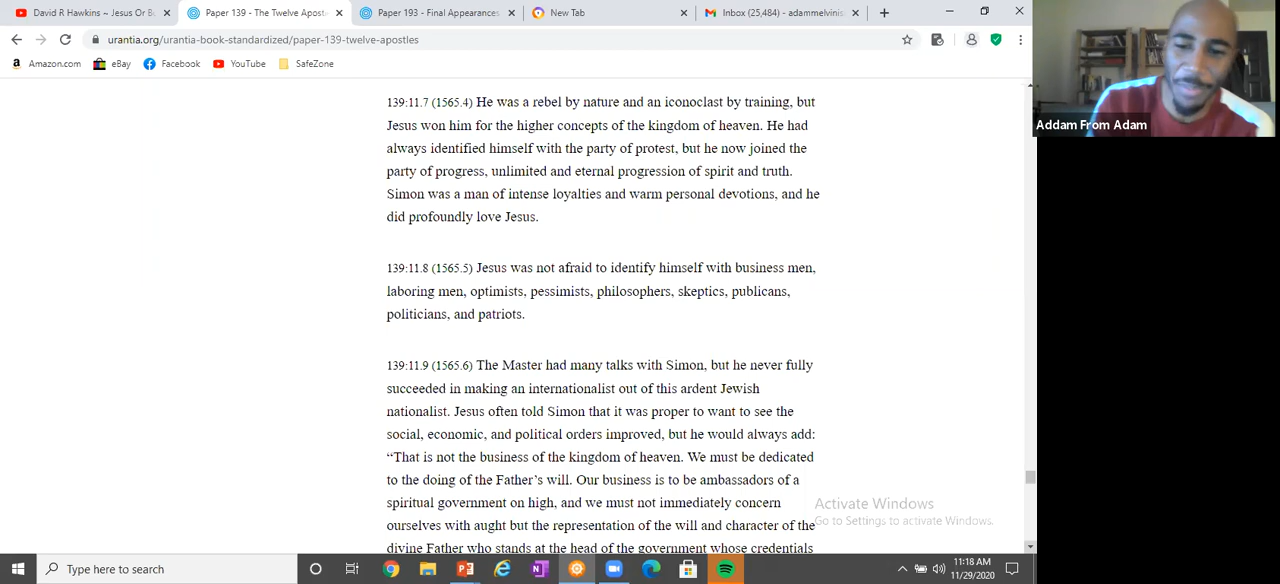 David R Hawkins ~ Jesus Or B
Paper 139 - The Twelve Apost
Paper 193 - Final Appearances
New Tab
Inbox (25,484) - adammelvinis
urantia.org/urantia-book-standardized/paper-139-twelve-apostles
Amazon.com
eBay
Facebook
YouTube
SafeZone
Addam From Adam
139:11.7 (1565.4) He was a rebel by nature and an iconoclast by training, but
Jesus won him for the higher concepts of the kingdom of heaven. He had
always identified himself with the party of protest, but he now joined the
party of progress, unlimited and eternal progression of spirit and truth.
Simon was a man of intense loyalties and warm personal devotions, and he
did profoundly love Jesus.
139:11.8 (1565.5) Jesus was not afraid to identify himself with business men,
laboring men, optimists, pessimists, philosophers, skeptics, publicans,
politicians, and patriots.
139:11.9 (1565.6) The Master had many talks with Simon, but he never fully
succeeded in making an internationalist out of this ardent Jewish
nationalist. Jesus often told Simon that it was proper to want to see the
social, economic, and political orders improved, but he would always add:
“That is not the business of the kingdom of heaven. We must be dedicated
to the doing of the Father’s will. Our business is to be ambassadors of a
spiritual government on high, and we must not immediately concern
ourselves with aught but the representation of the will and character of the
divine Father who stands at the head of the government whose credentials
Activate Windows
Go to Settings to activate Windows.
Type here to search
11:18 AM
11/29/2020